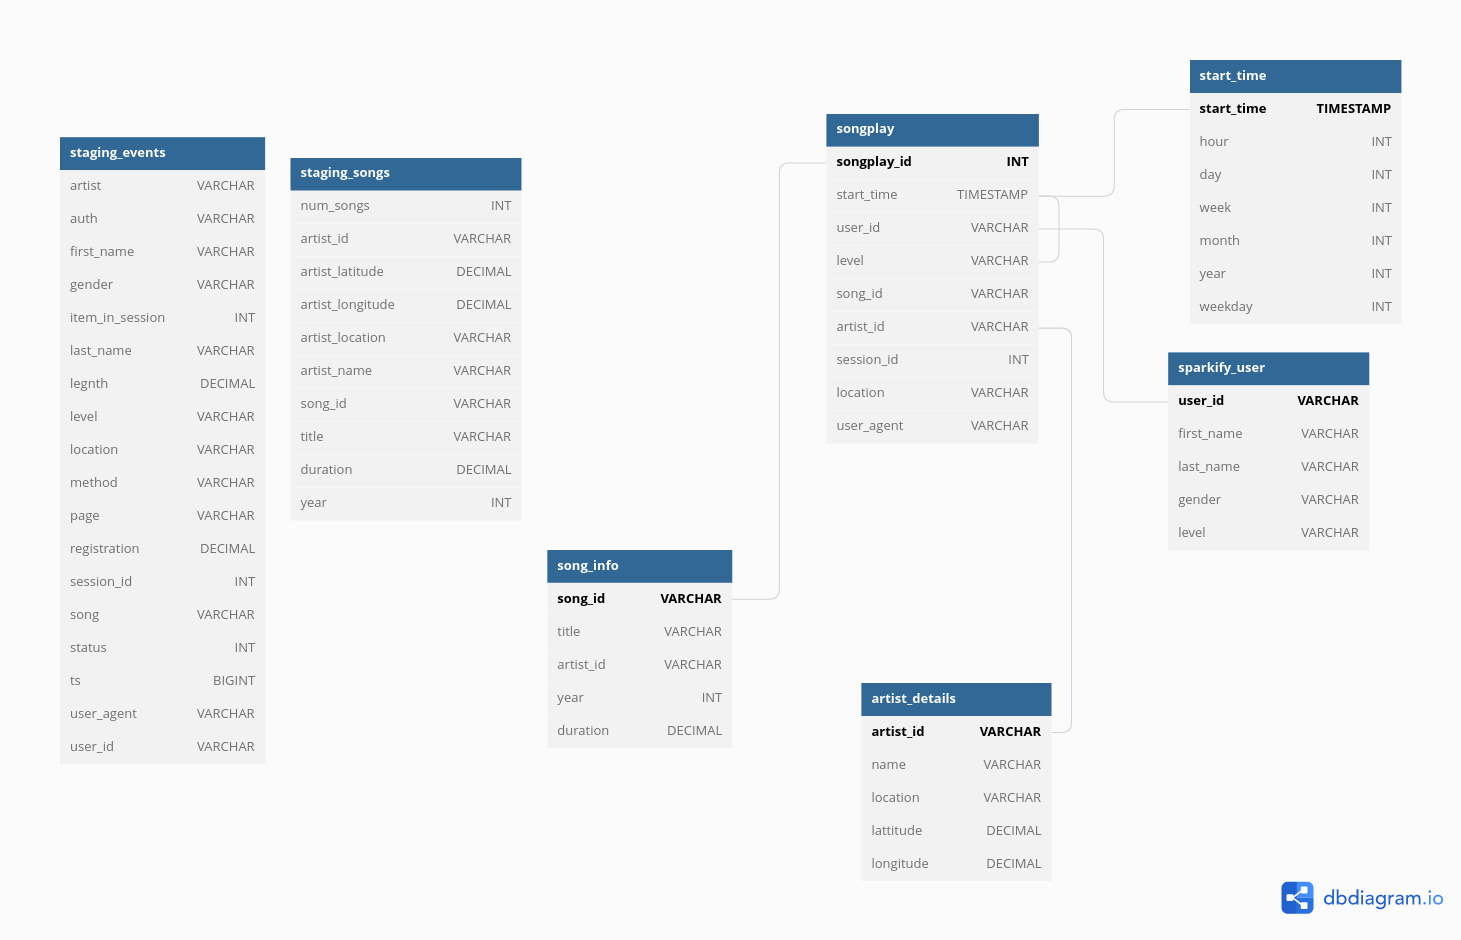 staging_events
artist VARCHAR
auth VARCHAR
first_name VARCHAR
gender VARCHAR
item_in_session INT
last_name VARCHAR
legnth DECIMAL
level VARCHAR
location VARCHAR
method VARCHAR
page VARCHAR
registration DECIMAL
session_id INT
song VARCHAR
status INT
ts BIGINT
user_agent VARCHAR
user_id VARCHAR
staging_songs
num_songs INT
artist_id VARCHAR
artist_latitude DECIMAL
artist_longitude DECIMAL
artist_location VARCHAR
artist_name VARCHAR
song_id VARCHAR
title VARCHAR
duration DECIMAL
year INT
song_info
song_id VARCHAR
title VARCHAR
artist_id VARCHAR
year INT
duration DECIMAL
songplay
songplay_id INT
start_time TIMESTAMP
user_id VARCHAR
level VARCHAR
song_id VARCHAR
artist_id VARCHAR
session_id INT
location VARCHAR
user_agent VARCHAR
artist_details
artist_id VARCHAR
name VARCHAR
location VARCHAR
lattitude DECIMAL
longitude DECIMAL
start_time
start_time TIMESTAMP
hour INT
day INT
week INT
month INT
year INT
weekday INT
sparkify_user
user_id VARCHAR
first_name VARCHAR
last_name VARCHAR
gender VARCHAR
level VARCHAR
dbdiagram.io